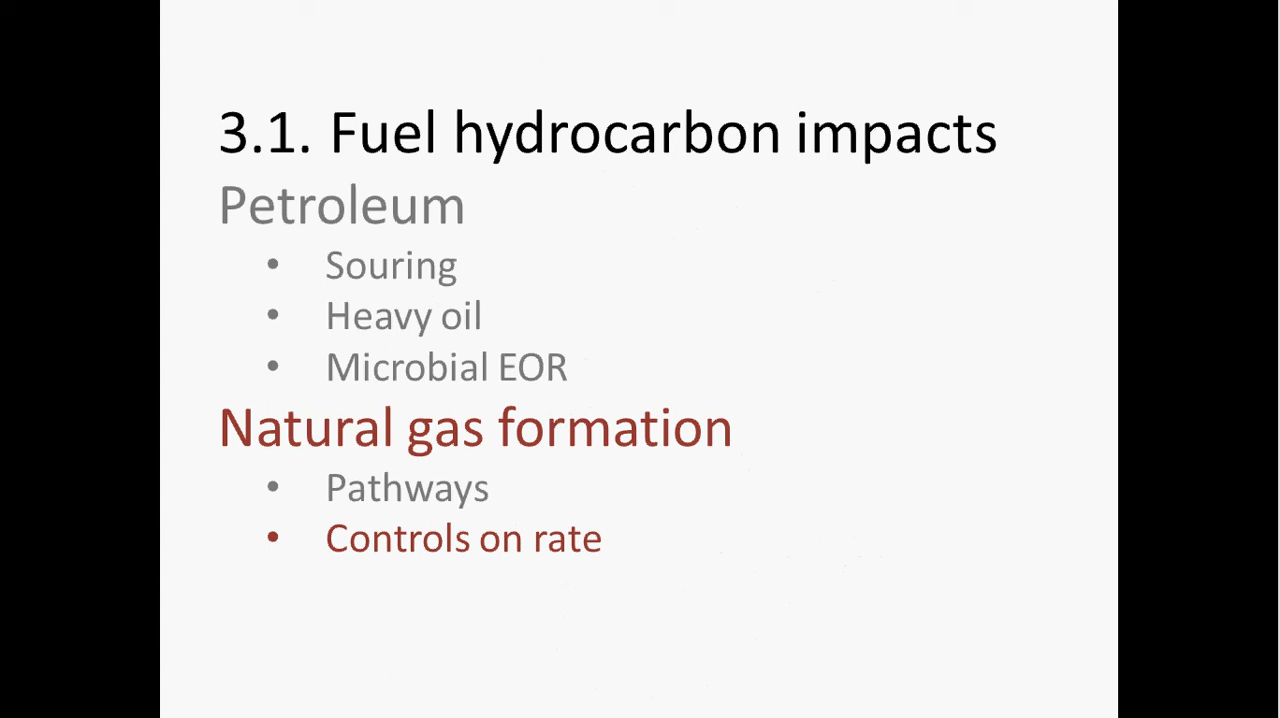 3.1. Fuel hydrocarbon impacts
Petroleum
• Souring
• Heavy oil
• Microbial EOR
Natural gas formation
• Pathways
• Controls on rate